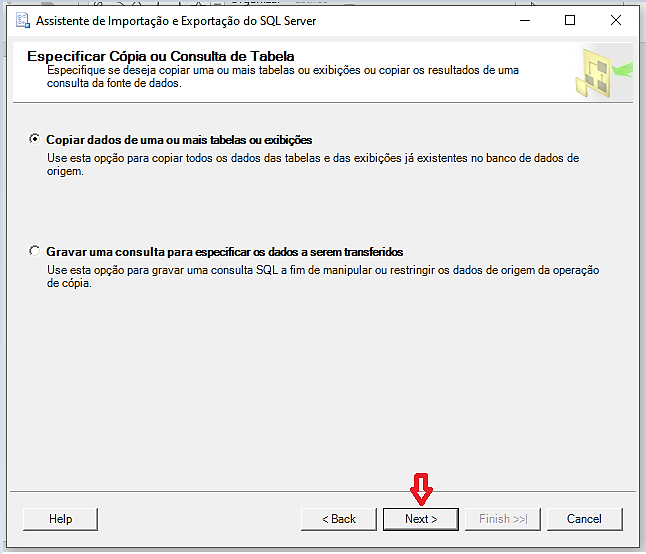 Assistente de Importação e Exportação do SQL Server
Especificar Cópia ou Consulta de Tabela
Especifique se deseja copiar uma ou mais tabelas ou exibições ou copiar os resultados de uma
consulta da fonte de dados.
Copiar dados de uma ou mais tabelas ou exibições
Use esta opção para copiar todos os dados das tabelas e das exibições já existentes no banco de dados de
origem.
Gravar uma consulta para especificar os dados a serem transferidos
Use esta opção para gravar uma consulta SQL a fim de manipular ou restringir os dados de origem da operação
de cópia.
Help
< Back
Next >
Finish >>|
Cancel